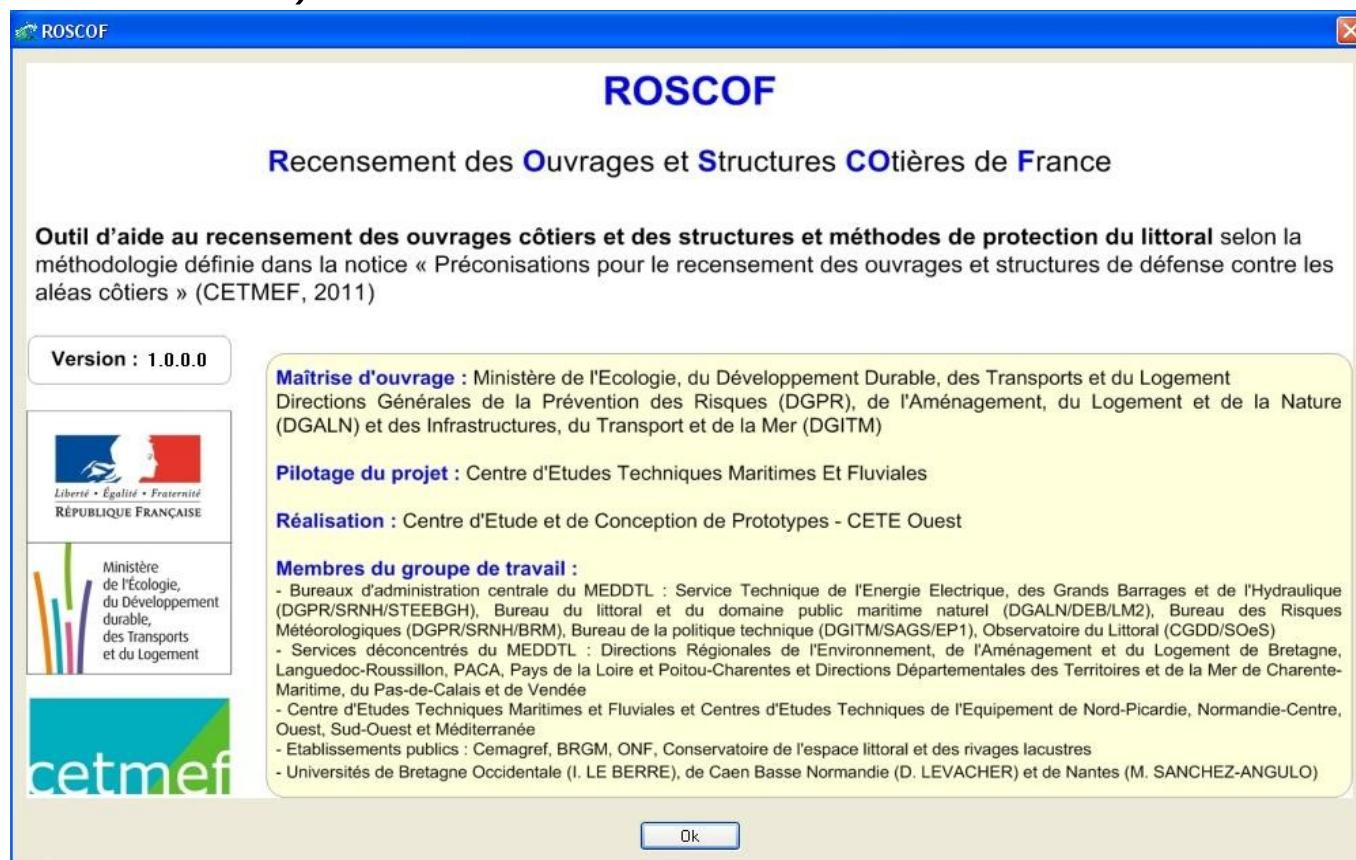 ROSCOF
ROSCOF
Recensement des Ouvrages et Structures COtières de France
Outil d'aide au recensement des ouvrages côtiers et des structures et méthodes de protection du littoral selon la
méthodologie définie dans la notice « Préconisations pour le recensement des ouvrages et structures de défense contre les
aléas côtiers » (CETMEF, 2011)
Version : 1.0.0.0
Liberté • Égalité • Fraternité
RÉPUBLIQUE FRANÇAISE
Ministère
de l'Écologie,
du Développement
durable,
des Transports
et du Logement
cetmef
Maîtrise d'ouvrage : Ministère de l'Ecologie, du Développement Durable, des Transports et du Logement
Directions Générales de la Prévention des Risques (DGPR), de l'Aménagement, du Logement et de la Nature
(DGALN) et des Infrastructures, du Transport et de la Mer (DGITM)
Pilotage du projet : Centre d'Etudes Techniques Maritimes Et Fluviales
Réalisation : Centre d'Etude et de Conception de Prototypes - CETE Ouest
Membres du groupe de travail :
- Bureaux d'administration centrale du MEDDTL : Service Technique de l'Energie Electrique, des Grands Barrages et de l'Hydraulique
(DGPR/SRNH/STEEBGH), Bureau du littoral et du domaine public maritime naturel (DGALN/DEB/LM2), Bureau des Risques
Météorologiques (DGPR/SRNH/BRM), Bureau de la politique technique (DGITM/SAGS/EP1), Observatoire du Littoral (CGDD/SOeS)
- Services déconcentrés du MEDDTL : Directions Régionales de l'Environnement, de l'Aménagement et du Logement de Bretagne,
Languedoc-Roussillon, PACA, Pays de la Loire et Poitou-Charentes et Directions Départementales des Territoires et de la Mer de Charente-
Maritime, du Pas-de-Calais et de Vendée
- Centre d'Etudes Techniques Maritimes et Fluviales et Centres d'Etudes Techniques de l'Equipement de Nord-Picardie, Normandie-Centre,
Ouest, Sud-Ouest et Méditerranée
- Etablissements publics : Cemagref, BRGM, ONF, Conservatoire de l'espace littoral et des rivages lacustres
- Universités de Bretagne Occidentale (I. LE BERRE), de Caen Basse Normandie (D. LEVACHER) et de Nantes (M. SANCHEZ-ANGULO)
Ok